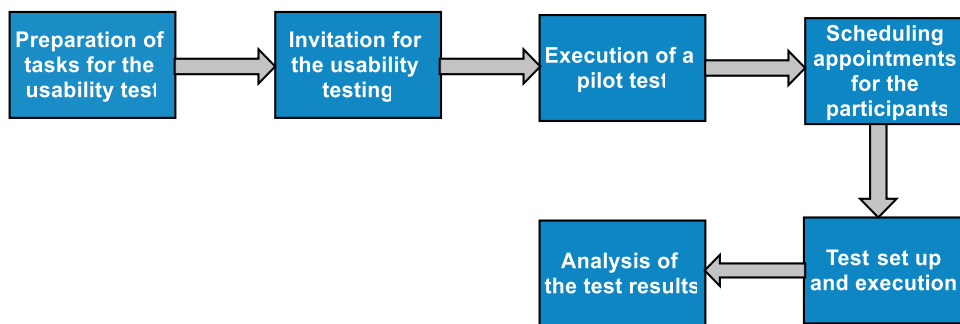 Preparation of
tasks for the
usability test
Invitation for
the usability
testing
Execution of a
pilot test
Scheduling
appointments
for the
participants
Test set up
and execution
Analysis of
the test results